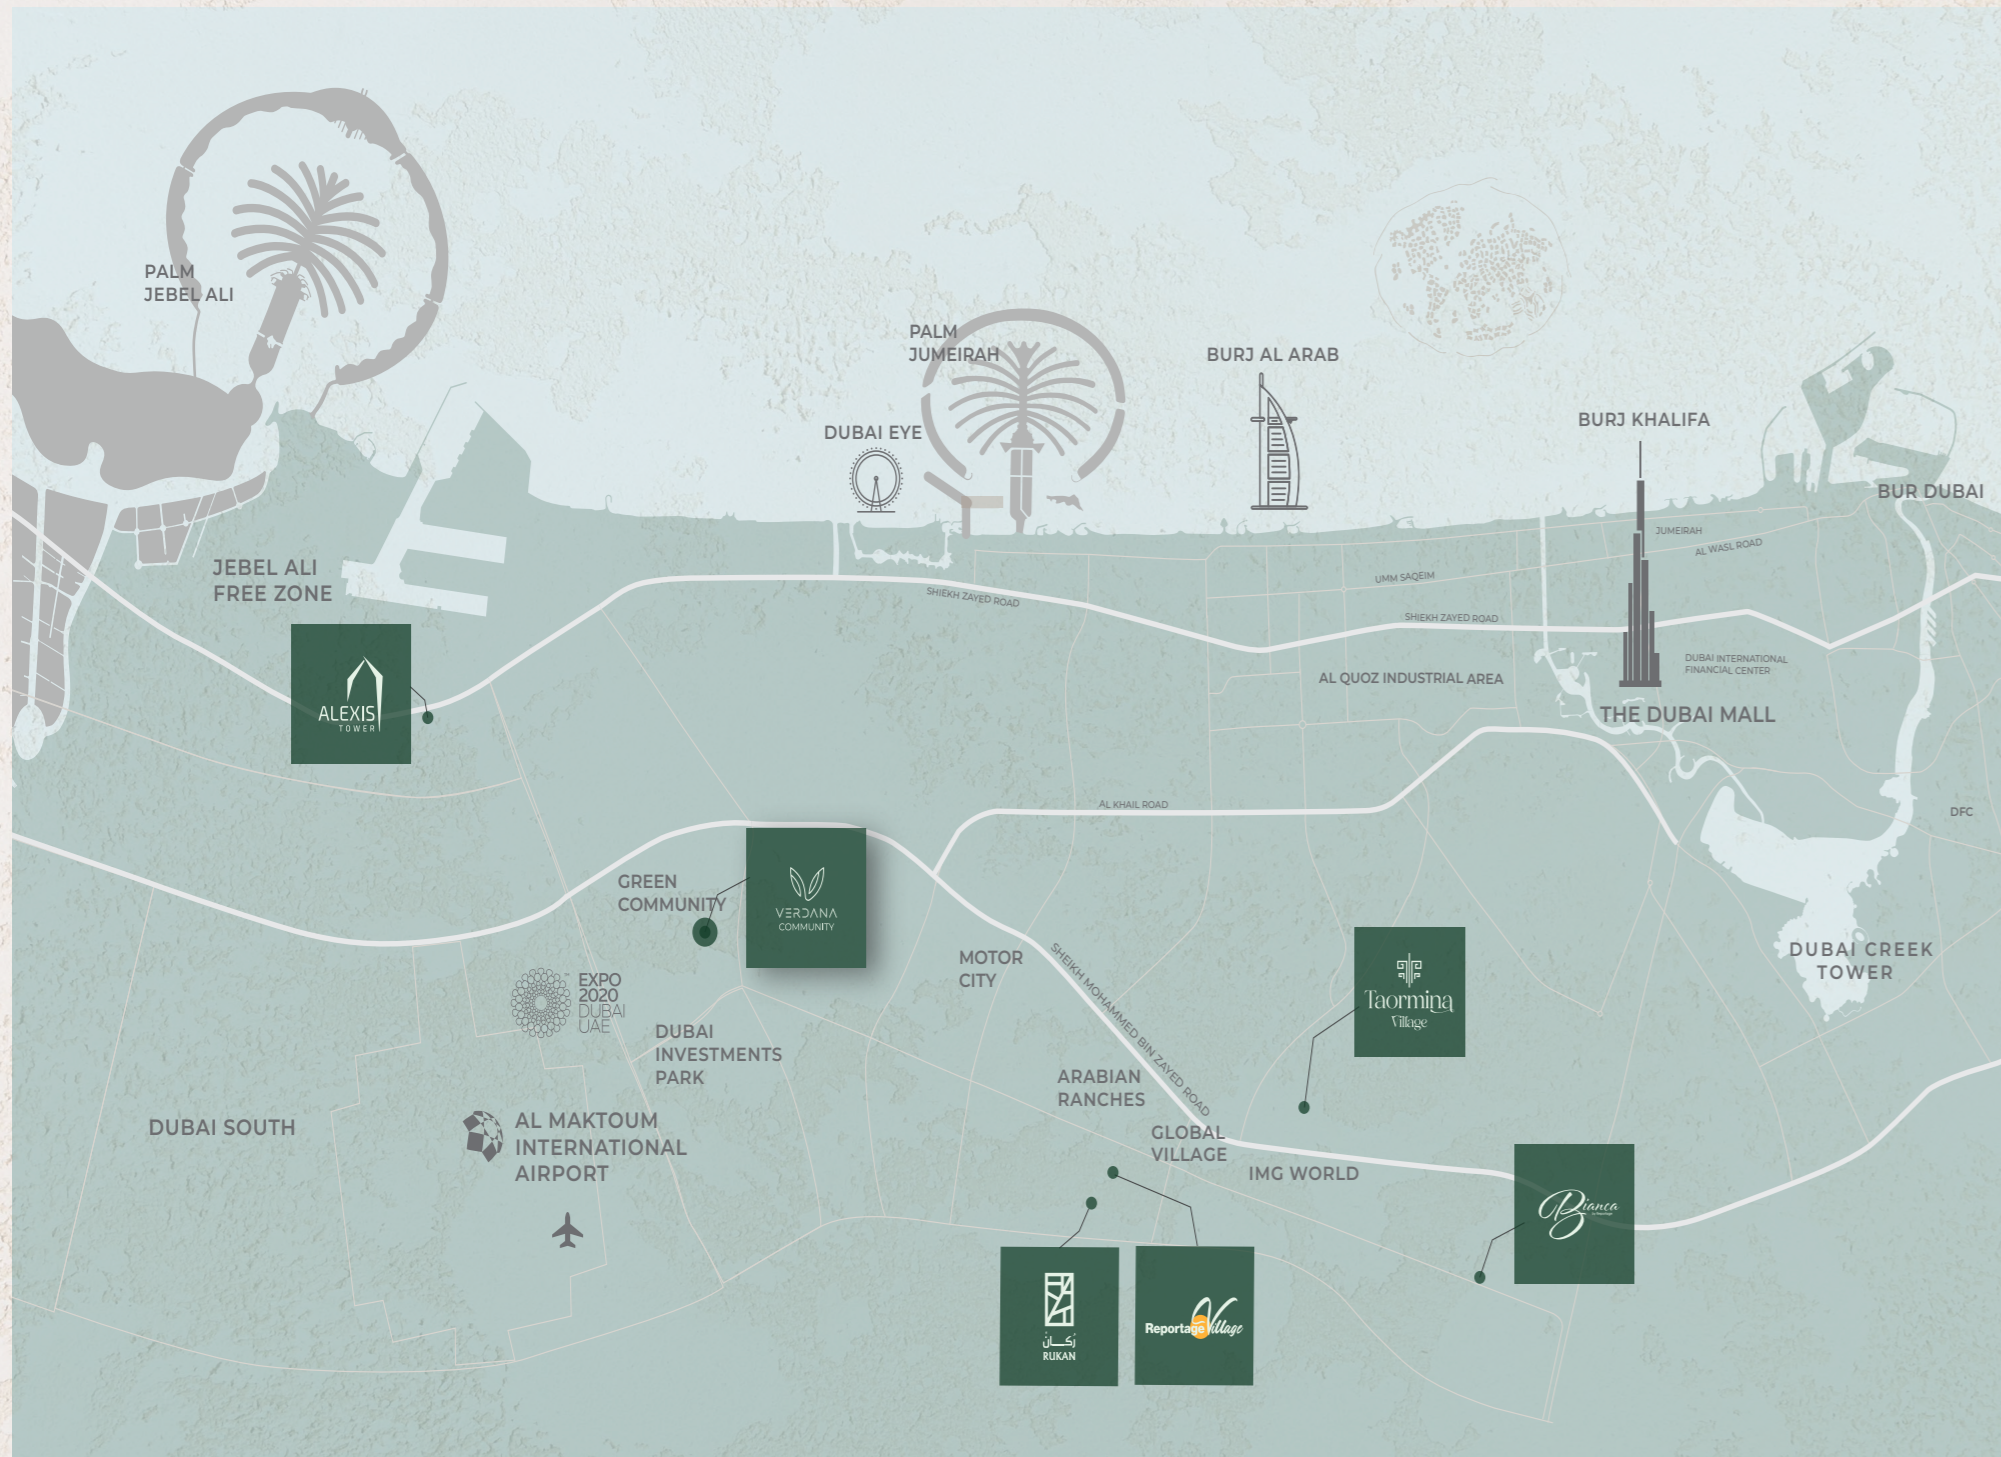 PALM
JEBEL ALI
PALM
JUMEIRAH
BURJ AL ARAB
DUBAI EYE
BURJ KHALIFA
BUR DUBAI
JUMEIRAH
AL WASL ROAD
JEBEL ALI
FREE ZONE
UMM SAQEIM
SHIEKH ZAYED ROAD
SHIEKH ZAYED ROAD
DUBAI INTERNATIONAL
FINANCIAL CENTER
AL QUOZ INDUSTRIAL AREA
ALEXIS
TOWER
THE DUBAI MALL
AL KHAIL ROAD
DFC
GREEN
COMMUNITY
VERDANA
COMMUNITY
MOTOR
CITY
SHEIKH MOHAMMED BIN ZAYED ROAD
DUBAI CREEK
TOWER
EXPO
2020
DUBAI
UAE
Taormina
Village
DUBAI
INVESTMENTS
PARK
ARABIAN
RANCHES
DUBAI SOUTH
AL MAKTOUM
INTERNATIONAL
AIRPORT
GLOBAL
VILLAGE
IMG WORLD
Bianca
رُكــانْ
RUKAN
Reportage Village